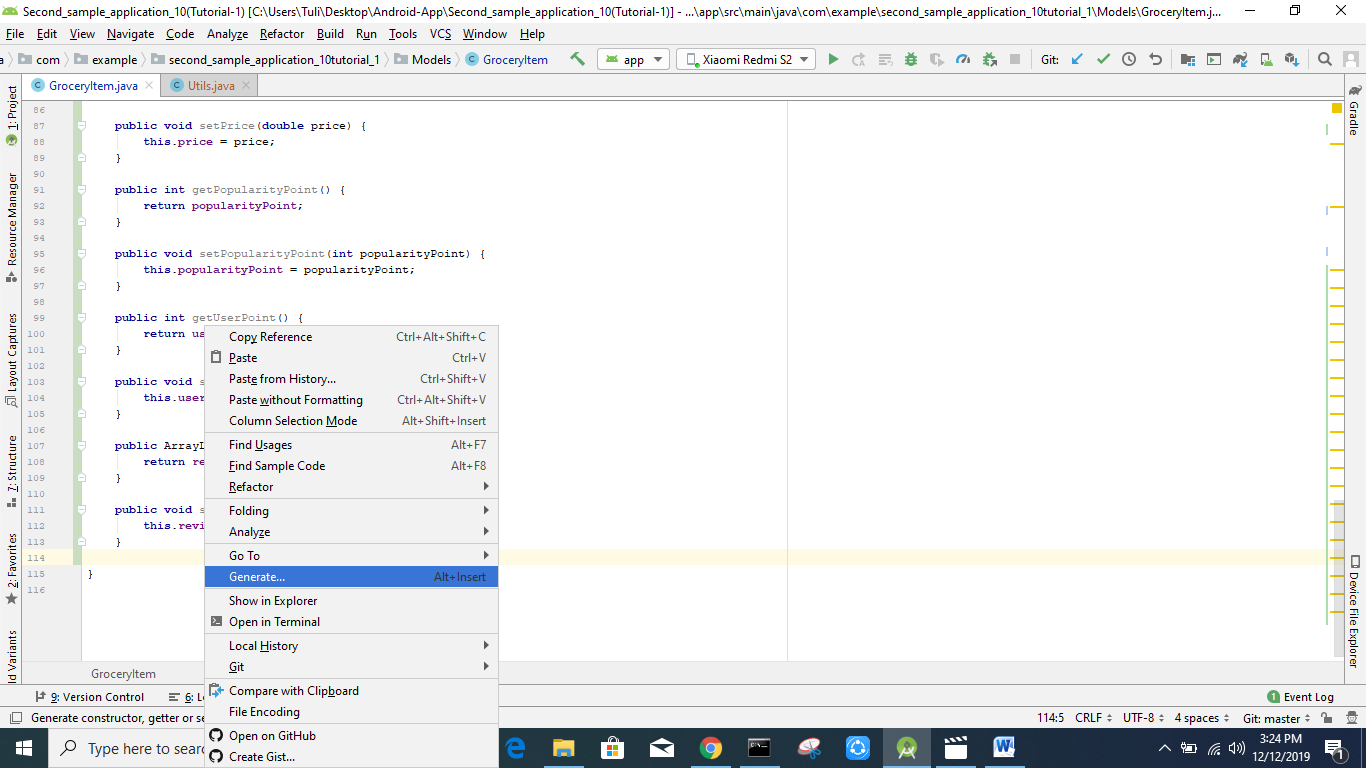 Second_sample_application_10(Tutorial-1) [C:\Users\Tuli\Desktop\Android-App\Second_sample_application_10(Tutorial-1)] - ...\app\src\main\java\com\example\second_sample_application_10tutorial_1\Models\GroceryItem.j...
File Edit View Navigate Code Analyze Refactor Build Run Tools VCS Window Help
a com example second_sample_application_10tutorial_1 Models GroceryItem app Xiaomi Redmi S2 Git:
GroceryItem.java Utils.java
1: Project
Resource Manager
Layout Captures
7: Structure
2: Favorites
ld Variants
86
87 public void setPrice(double price) {
88 this.price = price;
89 }
90
91 public int getPopularityPoint() {
92 return popularityPoint;
93 }
94
95 public void setPopularityPoint(int popularityPoint) {
96 this.popularityPoint = popularityPoint;
97 }
98
99 public int getUserPoint() {
100 return us
101 }
102
103 public void s
104 this.user
105 }
106
107 public ArrayL
108 return re
109 }
110
111 public void s
112 this.revi
113 }
114
115 }
116
Copy Reference Ctrl+Alt+Shift+C
Paste Ctrl+V
Paste from History... Ctrl+Shift+V
Paste without Formatting Ctrl+Alt+Shift+V
Column Selection Mode Alt+Shift+Insert
Find Usages Alt+F7
Find Sample Code Alt+F8
Refactor
Folding
Analyze
Go To
Generate... Alt+Insert
Show in Explorer
Open in Terminal
Local History
Git
Compare with Clipboard
File Encoding
Open on GitHub
Create Gist...
Gradle
Device File Explorer
GroceryItem
9: Version Control 6: Lo 1 Event Log
Generate constructor, getter or se 114:5 CRLF UTF-8 4 spaces Git: master
Type here to searc
3:24 PM
12/12/2019
1